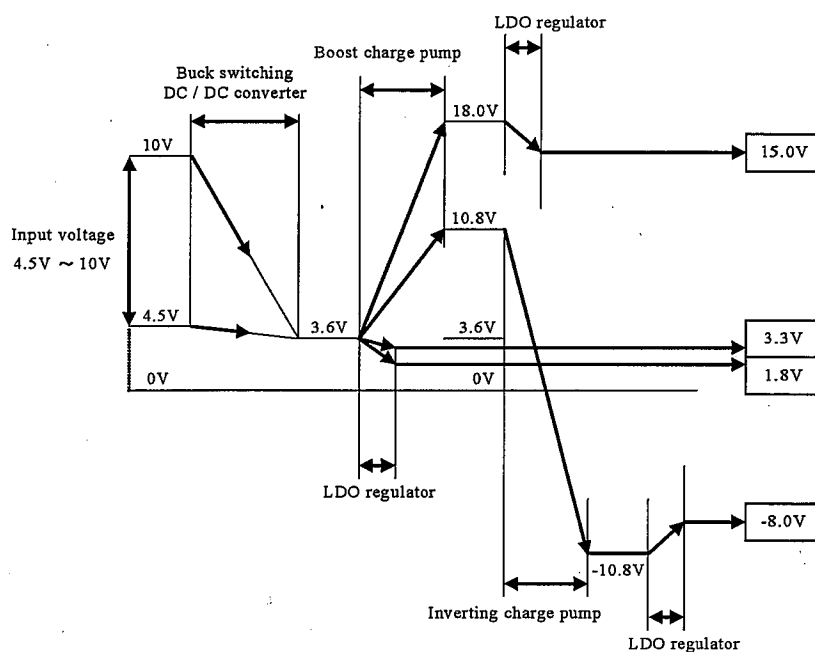 LDO regulator
Boost charge pump
Buck switching
DC / DC converter
18.0V
10V
15.0V
10.8V
Input voltage
4.5V ～ 10V
4.5V
3.6V
3.6V
3.3V
0V
0V
1.8V
LDO regulator
-8.0V
-10.8V
Inverting charge pump
LDO regulator